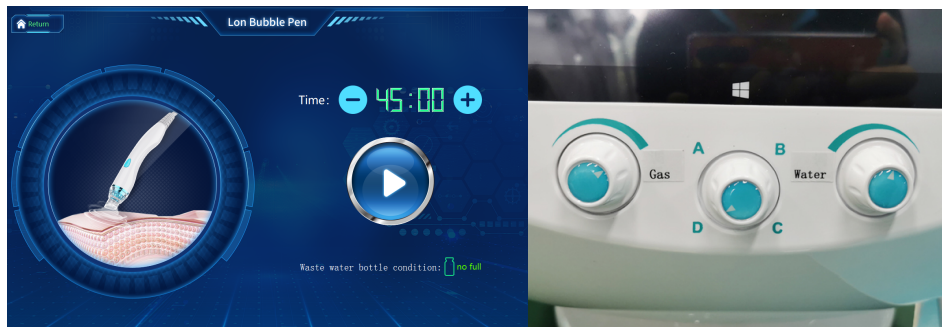 Return
Lon Bubble Pen
Time:
45:00
Waste water bottle condition: no full
A
B
Gas
Water
D
C